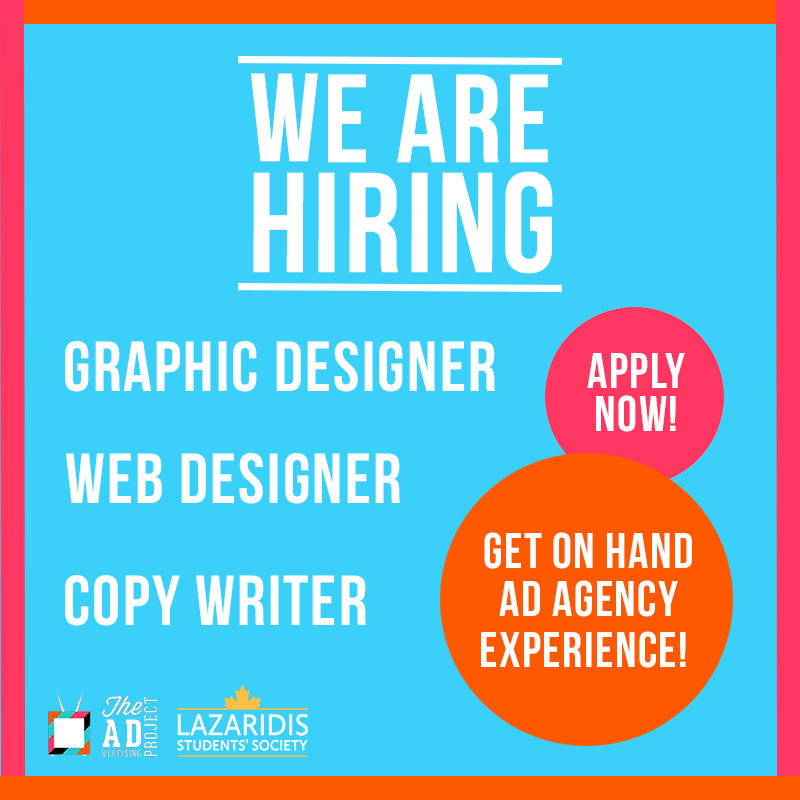 WE ARE
HIRING
GRAPHIC DESIGNER
APPLY
NOW!
WEB DESIGNER
GET ON HAND
AD AGENCY
EXPERIENCE!
COPY WRITER
The
AD
VERTISING
PROJECT
LAZARIDIS
STUDENTS' SOCIETY